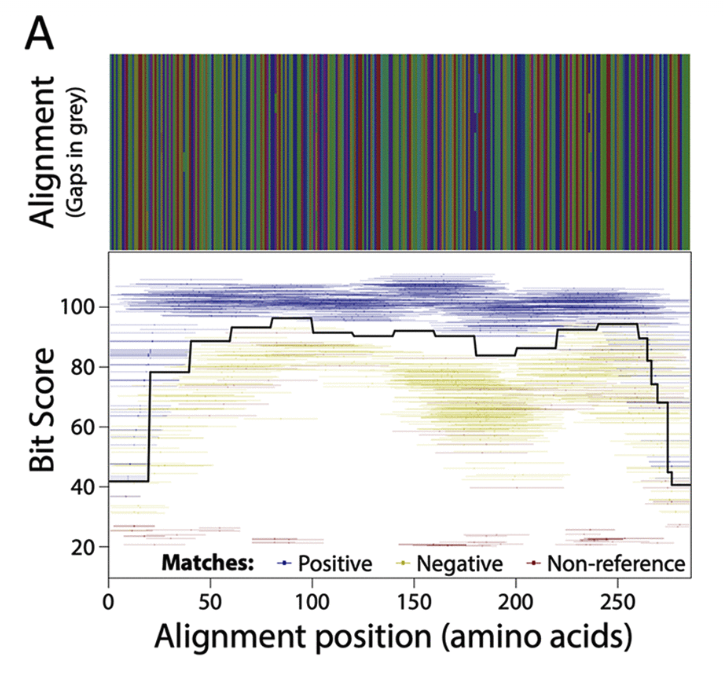 A
Alignment
(Gaps in grey)
Bit Score
100
80
60
40
20
Matches: Positive Negative Non-reference
0 50 100 150 200 250
Alignment position (amino acids)